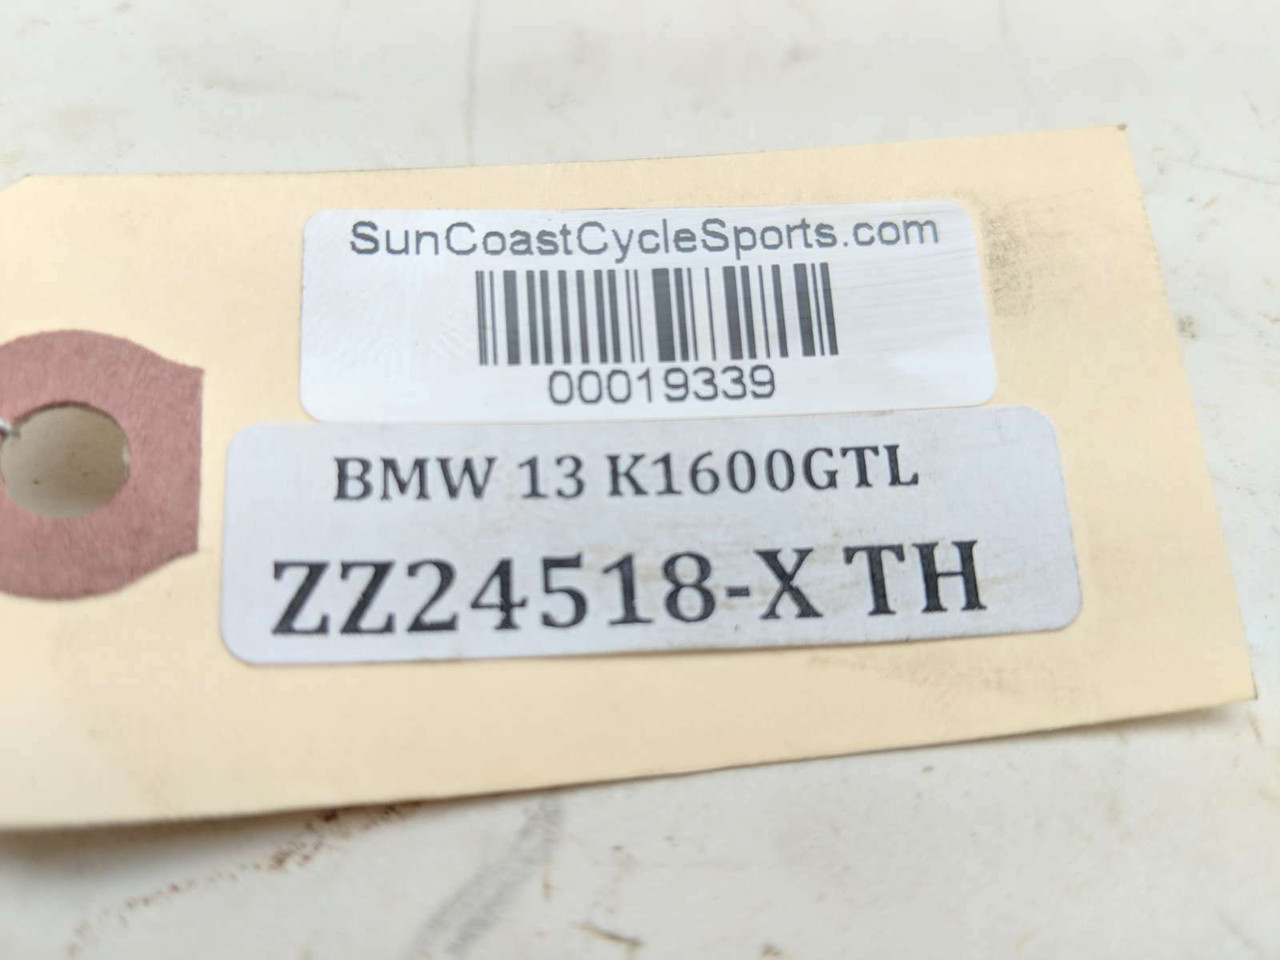 SunCoastCycleSports.com
00019339
BMW 13 K1600GTL
ZZ24518-X TH